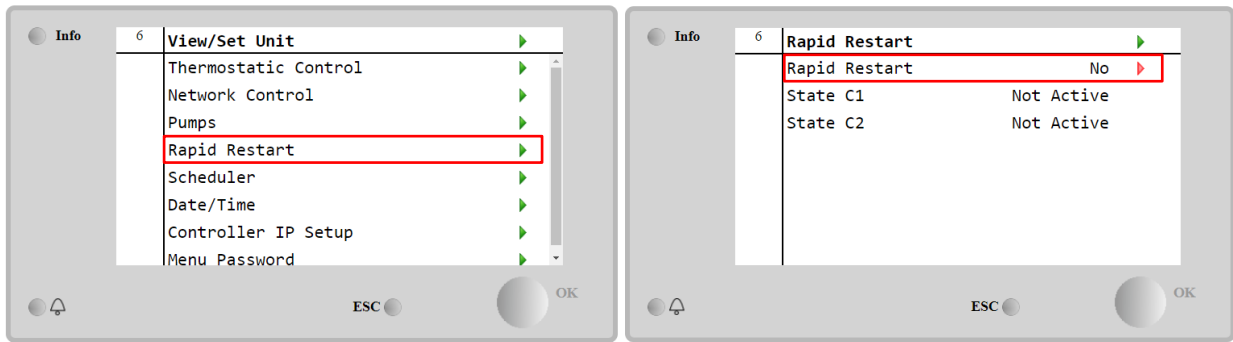 Info
6 View/Set Unit
Thermostatic Control
Network Control
Pumps
Rapid Restart
Scheduler
Date/Time
Controller IP Setup
Menu Password
ESC
OK
Info
6 Rapid Restart
Rapid Restart No
State C1 Not Active
State C2 Not Active
ESC
OK